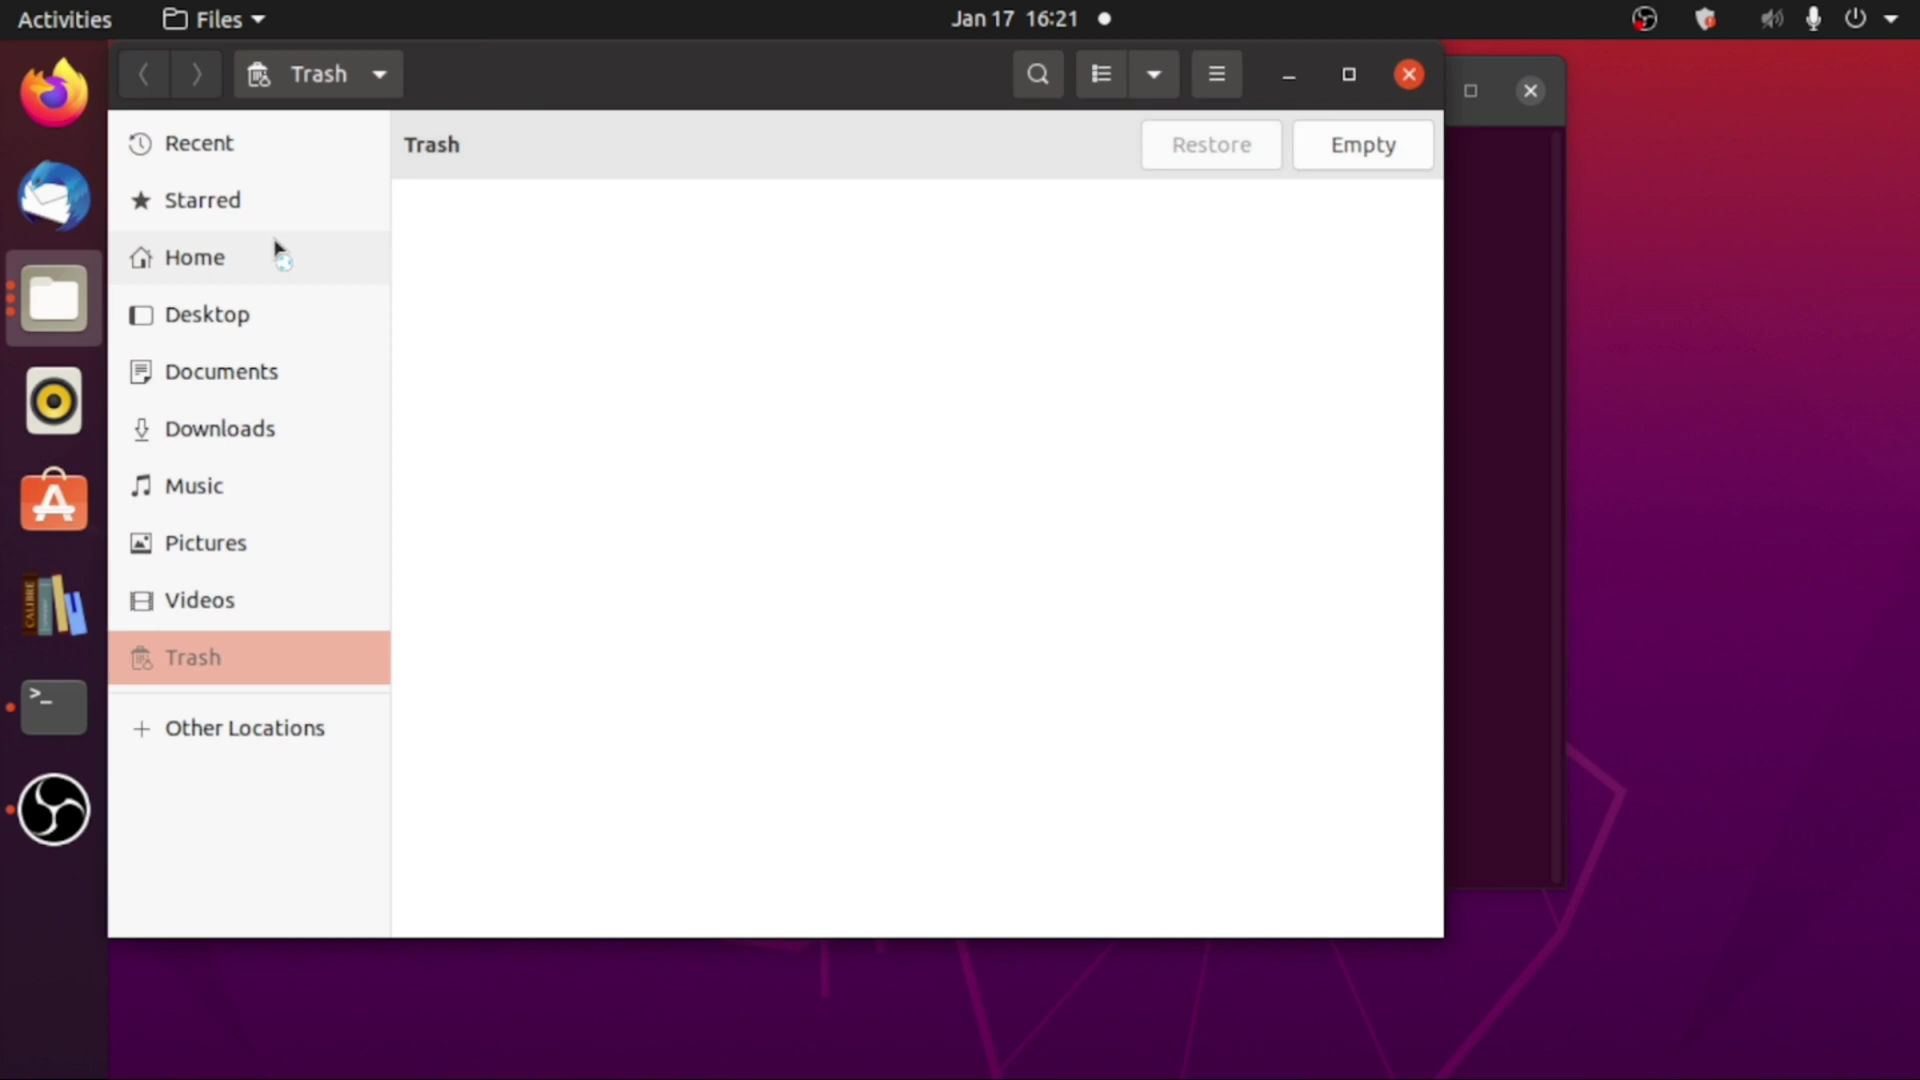 Activities
Files
Jan 17 16:21
Trash
Recent
Starred
Home
Desktop
Documents
Downloads
Music
Pictures
Videos
Trash
Other Locations
Trash
Restore
Empty
CALIBRE
>_